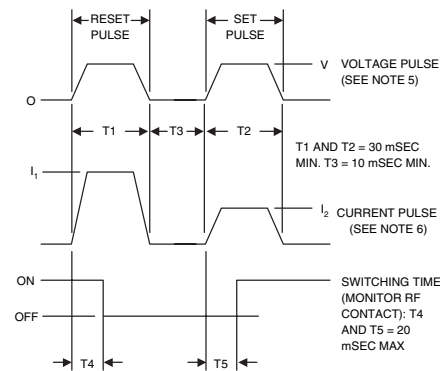 RESET
PULSE
SET
PULSE
V
VOLTAGE PULSE
(SEE NOTE 5)
O
T1
T3
T2
T1 AND T2 = 30 mSEC
MIN. T3 = 10 mSEC MIN.
I₁
I₂
CURRENT PULSE
(SEE NOTE 6)
ON
OFF
SWITCHING TIME
(MONITOR RF
CONTACT): T4
AND T5 = 20
mSEC MAX
T4
T5